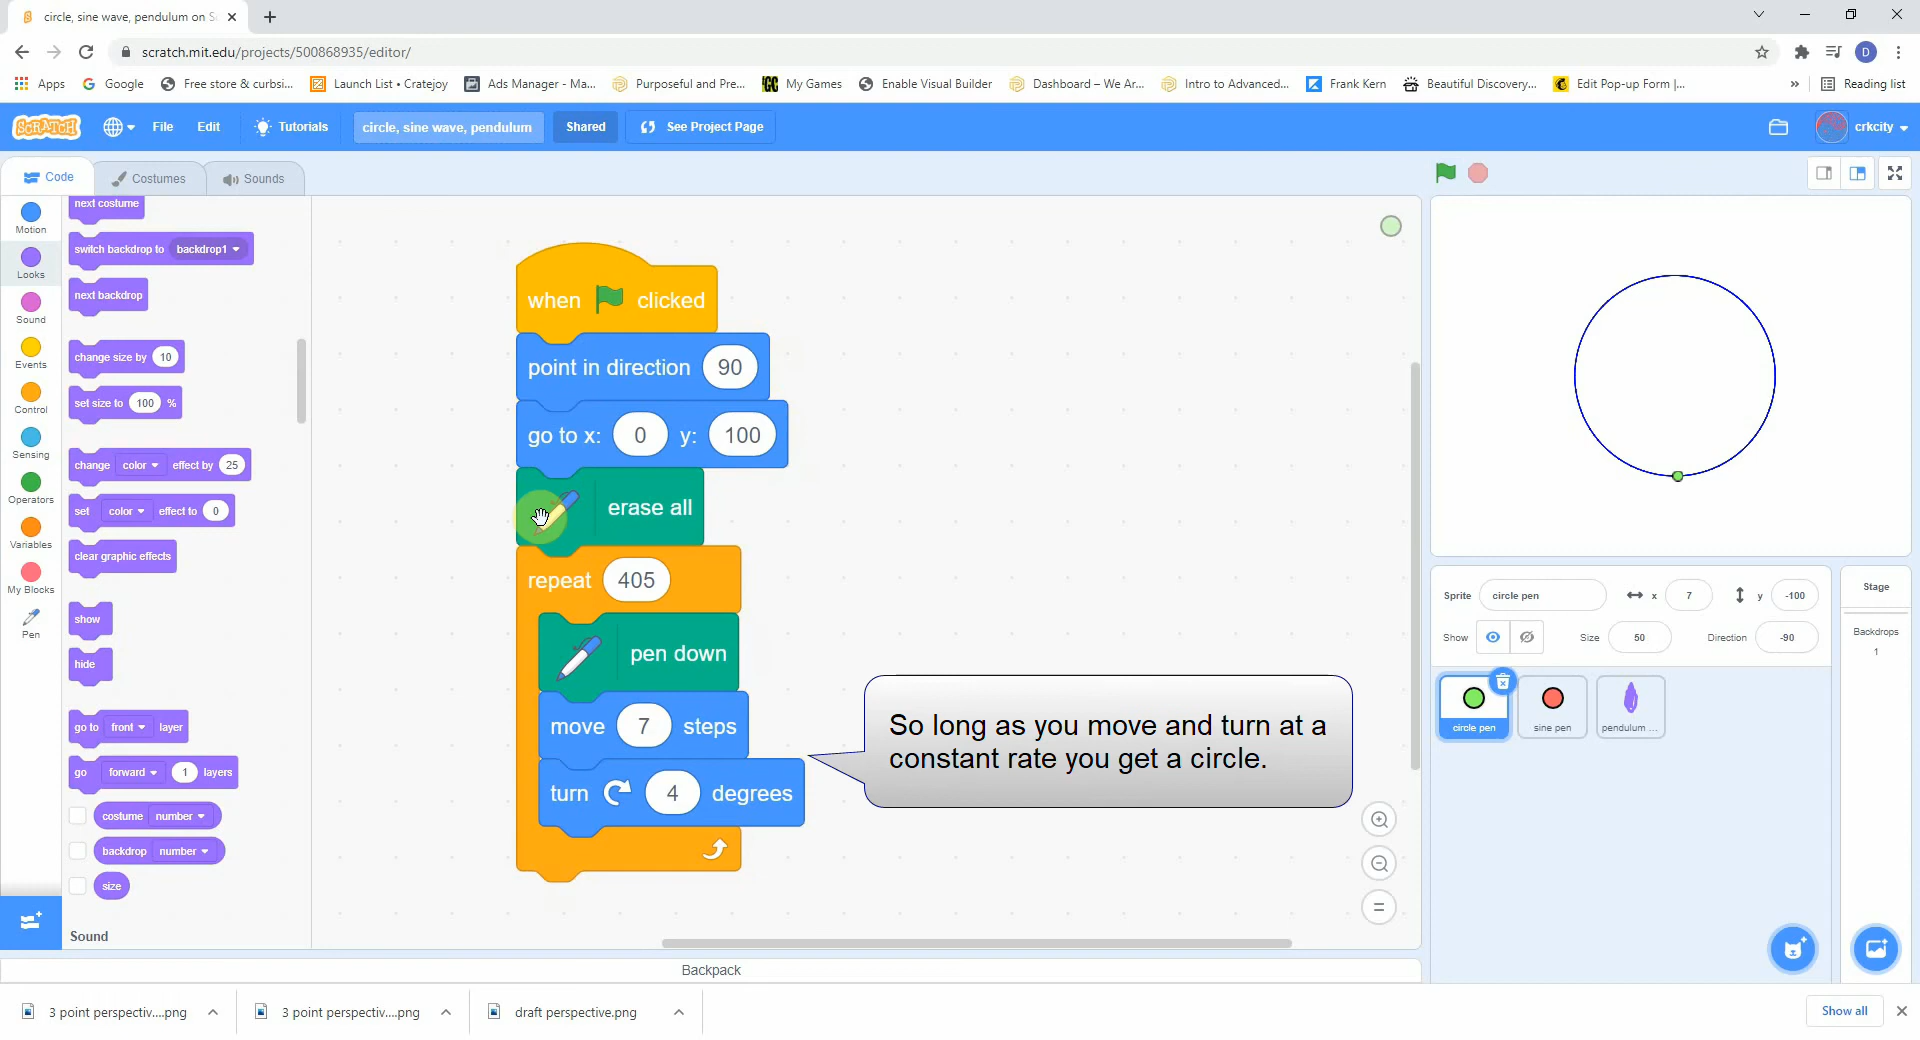 circle, sine wave, pendulum on S
scratch.mit.edu/projects/500868935/editor/
D
Apps
Google
Free store & curbsi...
Launch List • Cratejoy
Ads Manager - Ma...
Purposeful and Pre...
My Games
Enable Visual Builder
Dashboard – We Ar...
Intro to Advanced...
Frank Kern
Beautiful Discovery...
Edit Pop-up Form |...
»
Reading list
SCRATCH
File
Edit
Tutorials
circle, sine wave, pendulum
Shared
See Project Page
crkcity
Code
Costumes
Sounds
Motion
Looks
Sound
Events
Control
Sensing
Operators
Variables
My Blocks
Pen
next costume
switch backdrop to backdrop1
next backdrop
change size by 10
set size to 100 %
change color effect by 25
set color effect to 0
clear graphic effects
show
hide
go to front layer
go forward 1 layers
costume number
backdrop number
size
Sound
when clicked
point in direction 90
go to x: 0 y: 100
erase all
repeat 405
pen down
move 7 steps
turn 4 degrees
So long as you move and turn at a
constant rate you get a circle.
Sprite circle pen x 7 y -100
Show Size 50 Direction -90
circle pen
sine pen
pendulum ...
Stage
Backdrops
1
Backpack
3 point perspectiv....png
3 point perspectiv....png
draft perspective.png
Show all